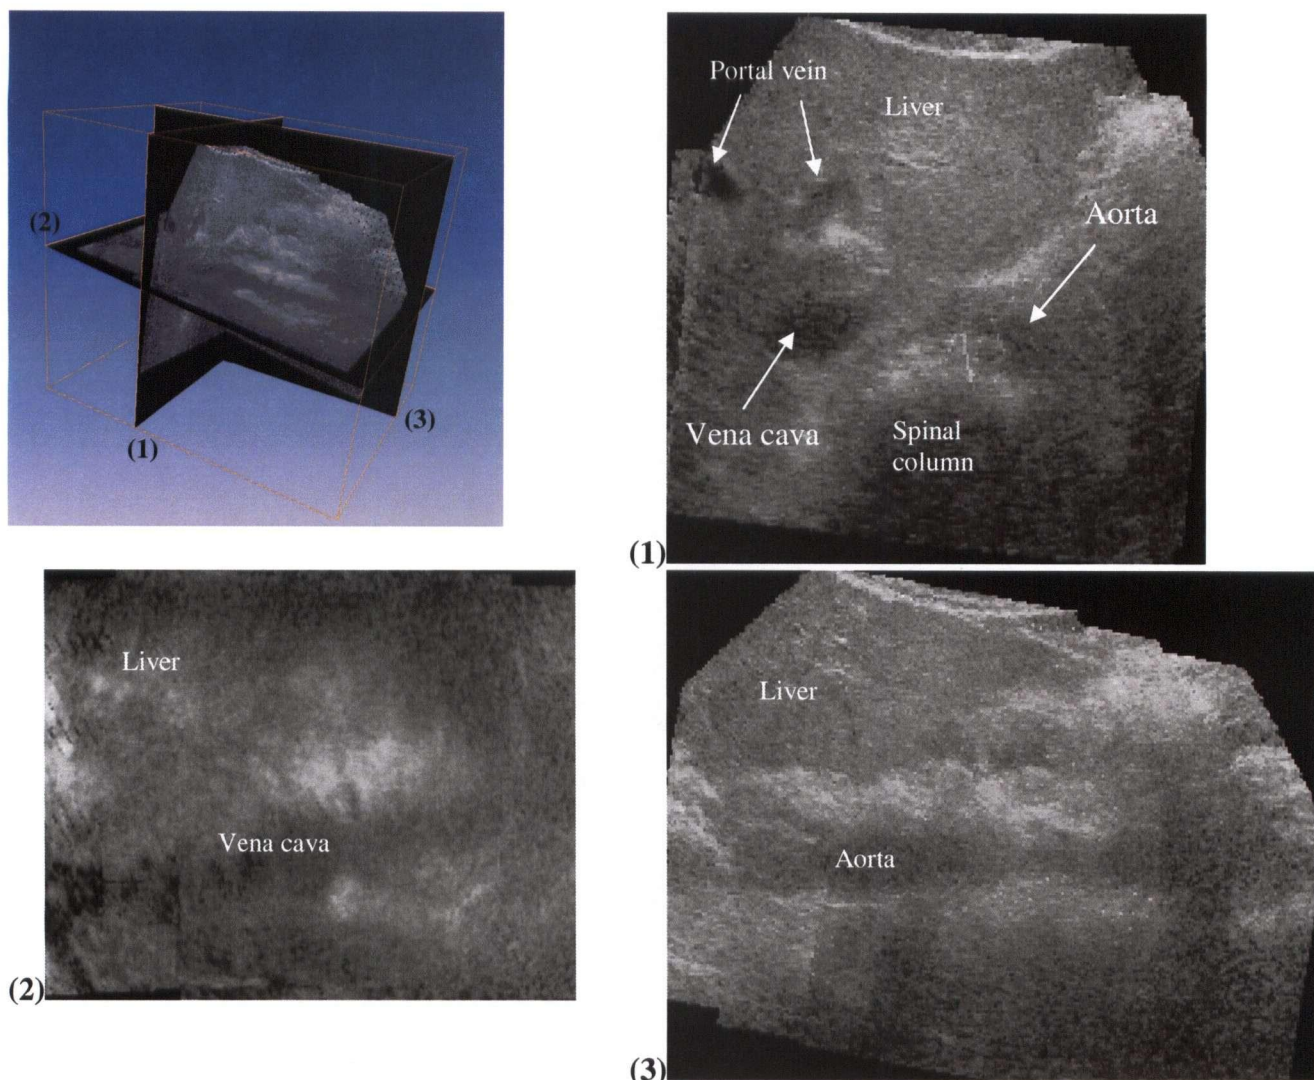 (2)
(3)
(1)
Portal vein
Liver
Aorta
Vena cava
Spinal
column
(1)
Liver
Vena cava
(2)
Liver
Aorta
(3)